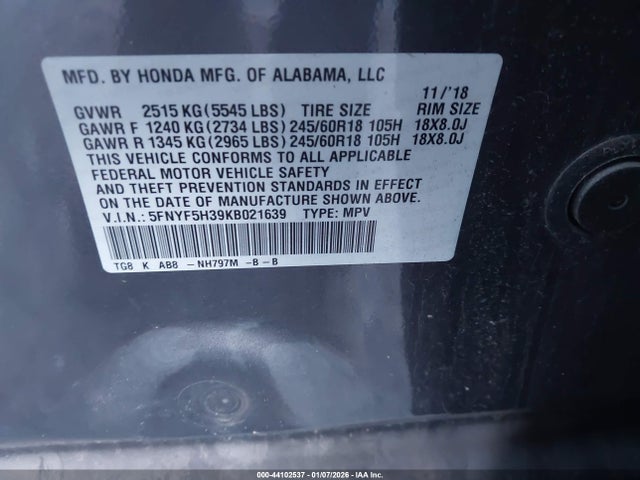 MFD. BY HONDA MFG. OF ALABAMA, LLC 11/'18
GVWR 2515 KG (5545 LBS) TIRE SIZE RIM SIZE
GAWR F 1240 KG (2734 LBS) 245/60R18 105H 18X8.0J
GAWR R 1345 KG (2965 LBS) 245/60R18 105H 18X8.0J
THIS VEHICLE CONFORMS TO ALL APPLICABLE
FEDERAL MOTOR VEHICLE SAFETY
AND THEFT PREVENTION STANDARDS IN EFFECT
ON THE DATE OF MANUFACTURE SHOWN ABOVE.
V.I.N.: 5FNYF5H39KB021639 TYPE: MPV
TG8 K AB8 -NH797M -B-B
000-44102537 - 01/07/2026 - IAA Inc.